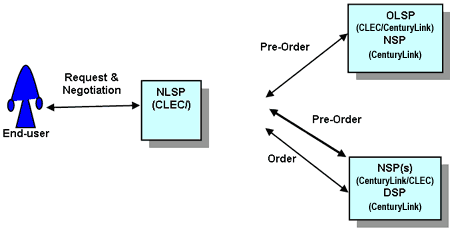 OLSP
(CLEC/CenturyLink)
NSP
(CenturyLink)
Pre-Order
Request &
Negotiation
NLSP
(CLEC/)
End-user
Pre-Order
Order
NSP(s)
(CenturyLink/CLEC)
DSP
(CenturyLink)